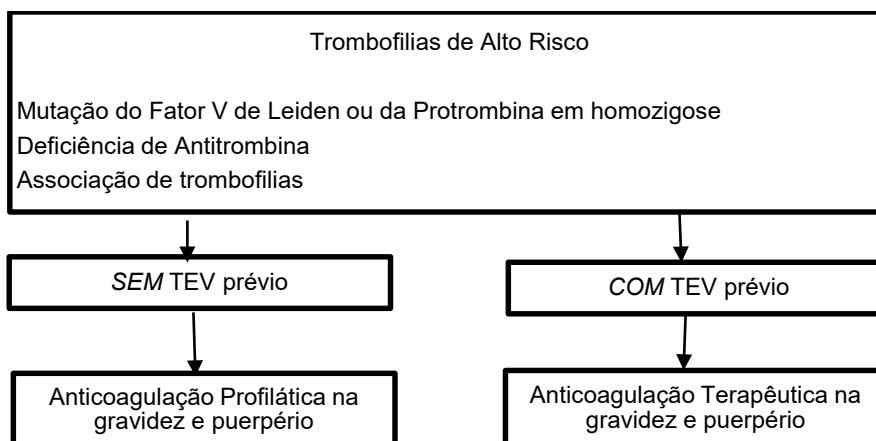 Trombofilias de Alto Risco
Mutação do Fator V de Leiden ou da Protrombina em homozigose
Deficiência de Antitrombina
Associação de trombofilias
SEM TEV prévio
COM TEV prévio
Anticoagulação Profilática na
gravidez e puerpério
Anticoagulação Terapêutica na
gravidez e puerpério